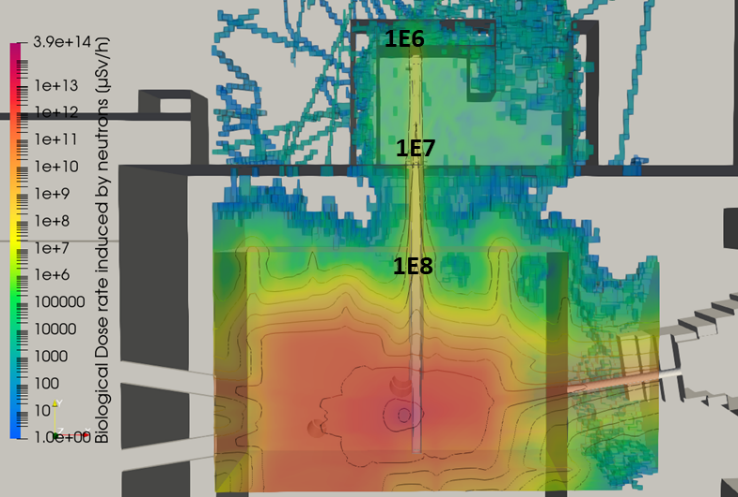 3.9e+14
1e+13
1e+12
1e+11
1e+10
1e+9
1e+8
1e+7
1e+6
100000
10000
1000
100
10
1.0e+00
Biological Dose rate induced by neutrons (µSv/h)
1E6
1E7
1E8